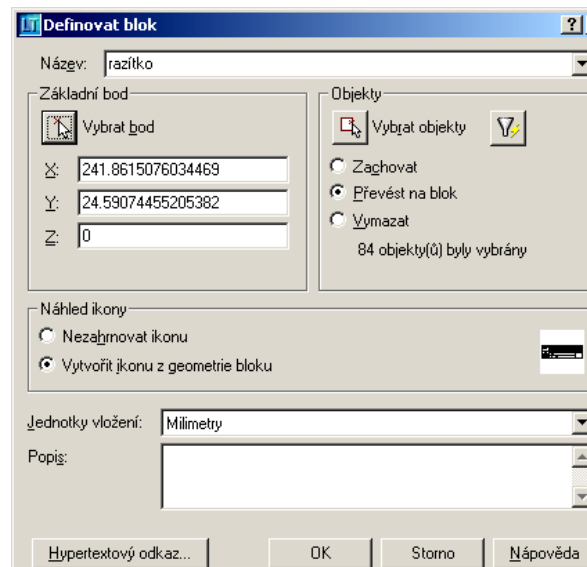 Definovat blok
Název: razítko
Základní bod
Vybrat bod
X: 241.8615076034469
Y: 24.59074455205382
Z: 0
Objekty
Vybrat objekty
Zachovat
Převést na blok
Vymazat
84 objekty(ů) byly vybrány
Náhled ikony
Nezahrnovat ikonu
Vytvořit ikonu z geometrie bloku
Jednotky vložení: Milimetry
Popis:
Hypertextový odkaz... OK Storno Nápověda